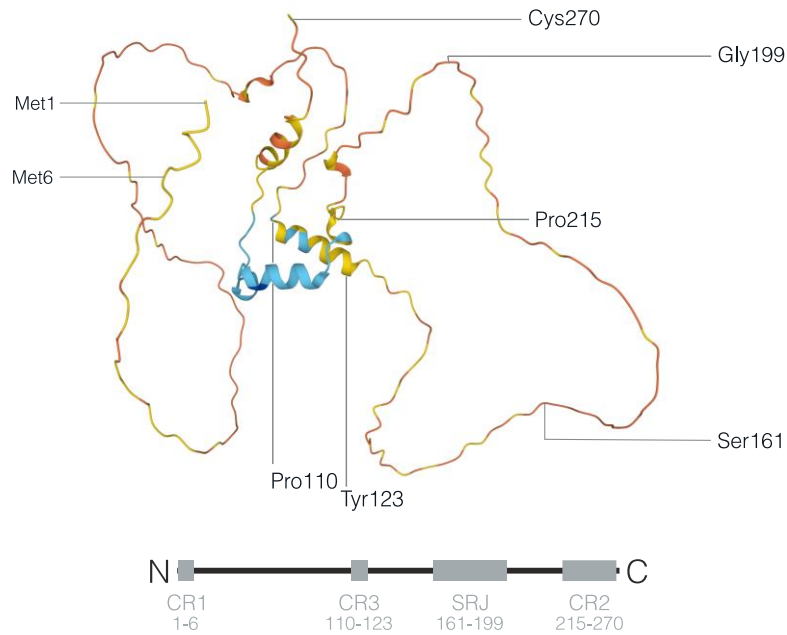 Cys270
Gly199
Met1
Met6
Pro215
Ser161
Pro110
Tyr123
N C
CR1 CR3 SRJ CR2
1-6 110-123 161-199 215-270